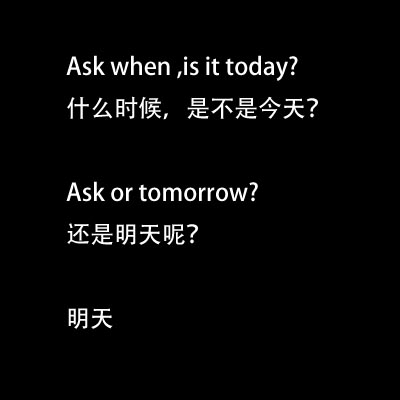 Ask when ,is it today?
什么时候，是不是今天？
Ask or tomorrow?
还是明天呢？
明天